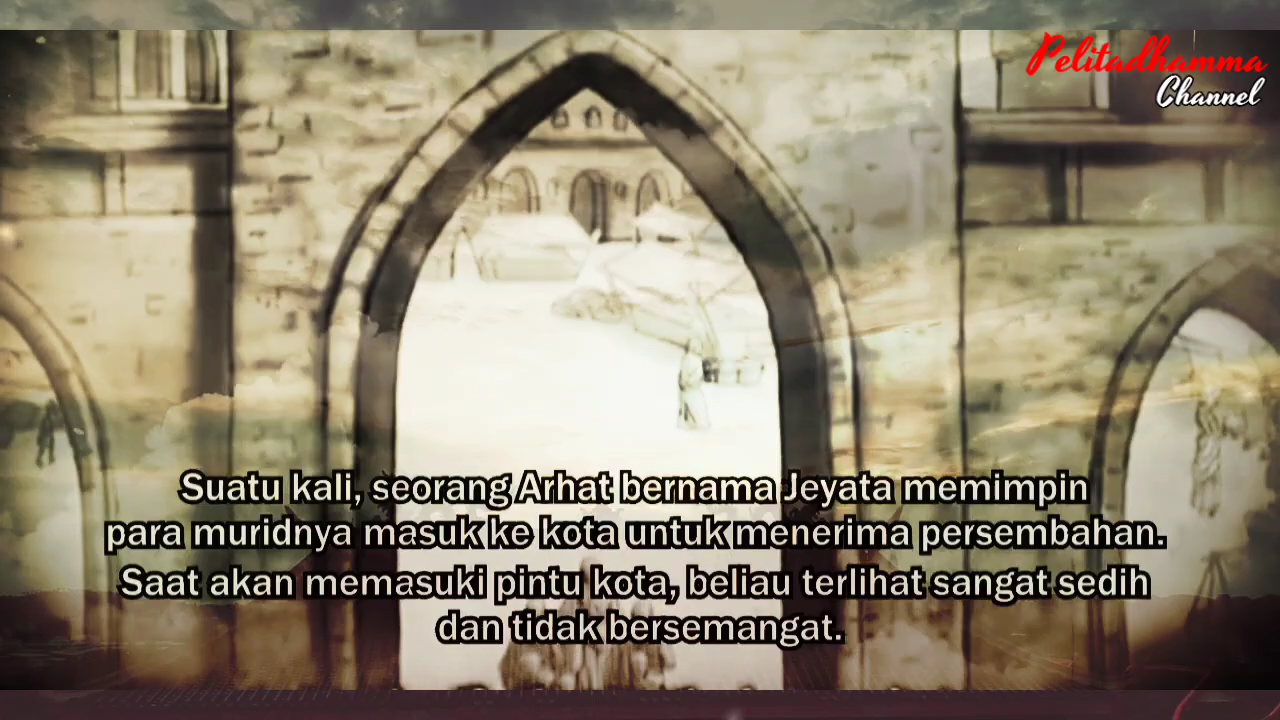 Pelitadhamma
Channel
Suatu kali, seorang Arhat bernama Jeyata memimpin
para muridnya masuk ke kota untuk menerima persembahan.
Saat akan memasuki pintu kota, beliau terlihat sangat sedih
dan tidak bersemangat.